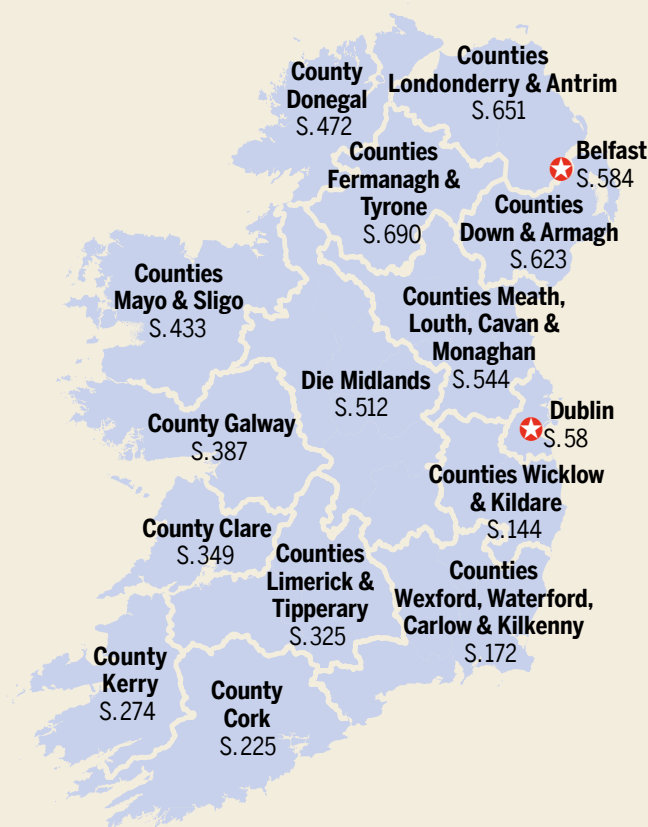 County
Donegal
S. 472
Counties
Londonderry & Antrim
S. 651
Belfast
S. 584
Counties
Fermanagh &
Tyrone
S. 690
Counties
Down & Armagh
S. 623
Counties
Mayo & Sligo
S. 433
Counties Meath,
Louth, Cavan &
Monaghan
S. 544
Die Midlands
S. 512
Dublin
S. 58
County Galway
S. 387
Counties Wicklow
& Kildare
S. 144
County Clare
S. 349
Counties
Limerick &
Tipperary
S. 325
Counties
Wexford, Waterford,
Carlow & Kilkenny
S. 172
County
Kerry
S. 274
County
Cork
S. 225